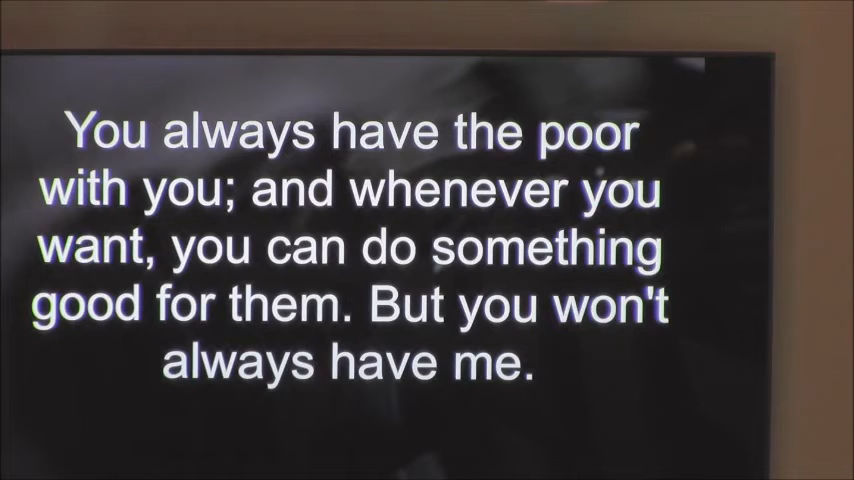 You always have the poor
with you; and whenever you
want, you can do something
good for them. But you won't
always have me.